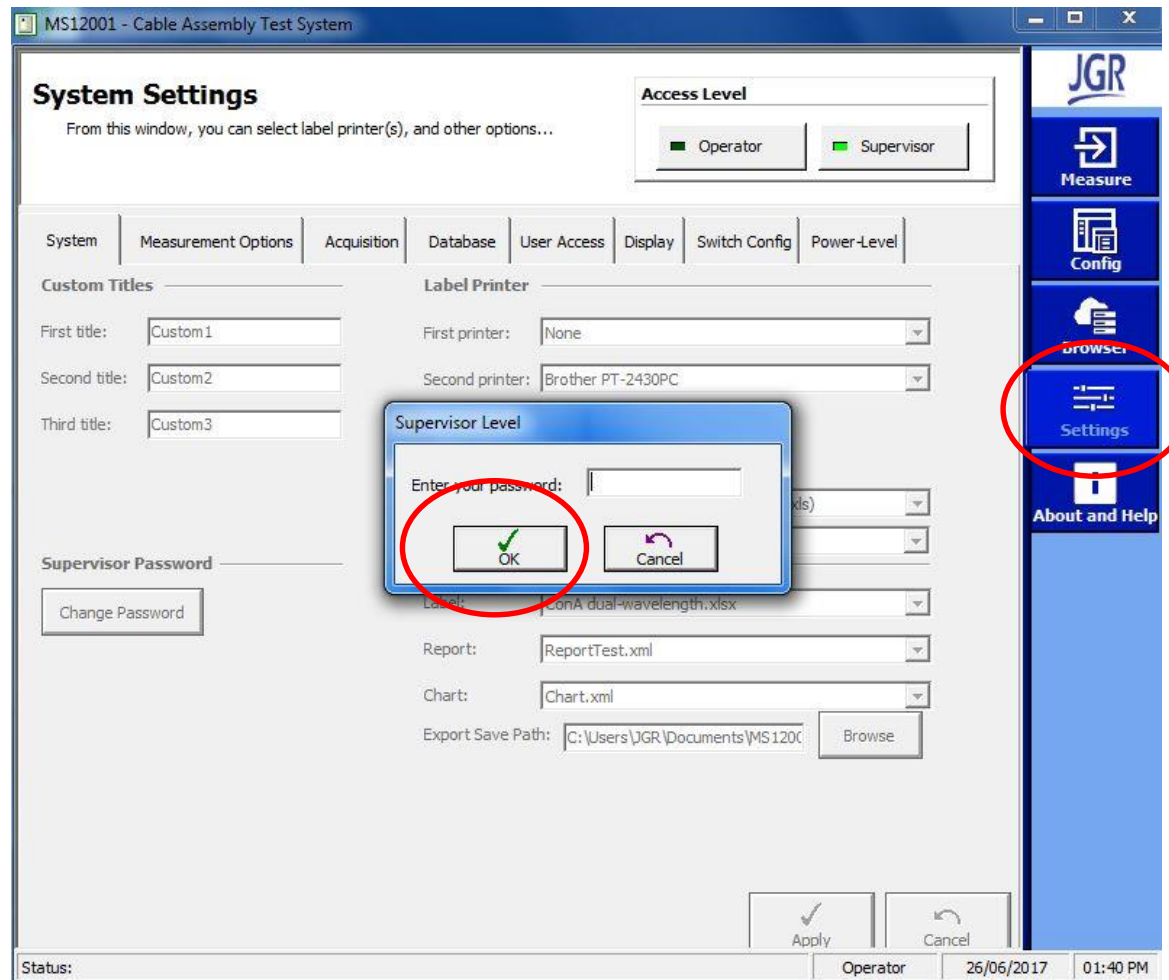 MS12001 - Cable Assembly Test System
System Settings
From this window, you can select label printer(s), and other options...
Access Level
Operator
Supervisor
System
Measurement Options
Acquisition
Database
User Access
Display
Switch Config
Power-Level
Custom Titles
First title:
Custom1
Second title:
Custom2
Third title:
Custom3
Label Printer
First printer:
None
Second printer:
Brother PT-2430PC
Supervisor Level
Enter your password:
OK
Cancel
xls)
Supervisor Password
Change Password
Label:
ConA dual-wavelength.xlsx
Report:
ReportTest.xml
Chart:
Chart.xml
Export Save Path:
C:\Users\JGR\Documents\MS120
Browse
Apply
Cancel
JGR
Measure
Config
Browser
Settings
About and Help
Status:
Operator
26/06/2017
01:40 PM